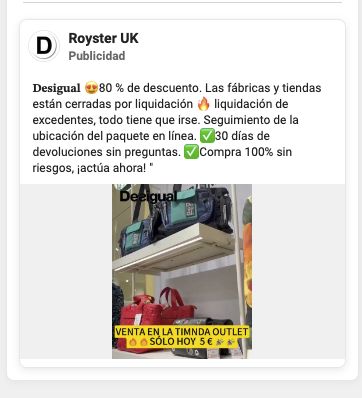 D
Royster UK
Publicidad
Desigual 😍80 % de descuento. Las fábricas y tiendas
están cerradas por liquidación 🔥 liquidación de
excedentes, todo tiene que irse. Seguimiento de la
ubicación del paquete en línea. ✅30 días de
devoluciones sin preguntas. ✅Compra 100% sin
riesgos, ¡actúa ahora! "
Desigual
VENTA EN LA TIMNDA OUTLET
🔥🔥SÓLO HOY 5 € 🎉🎉